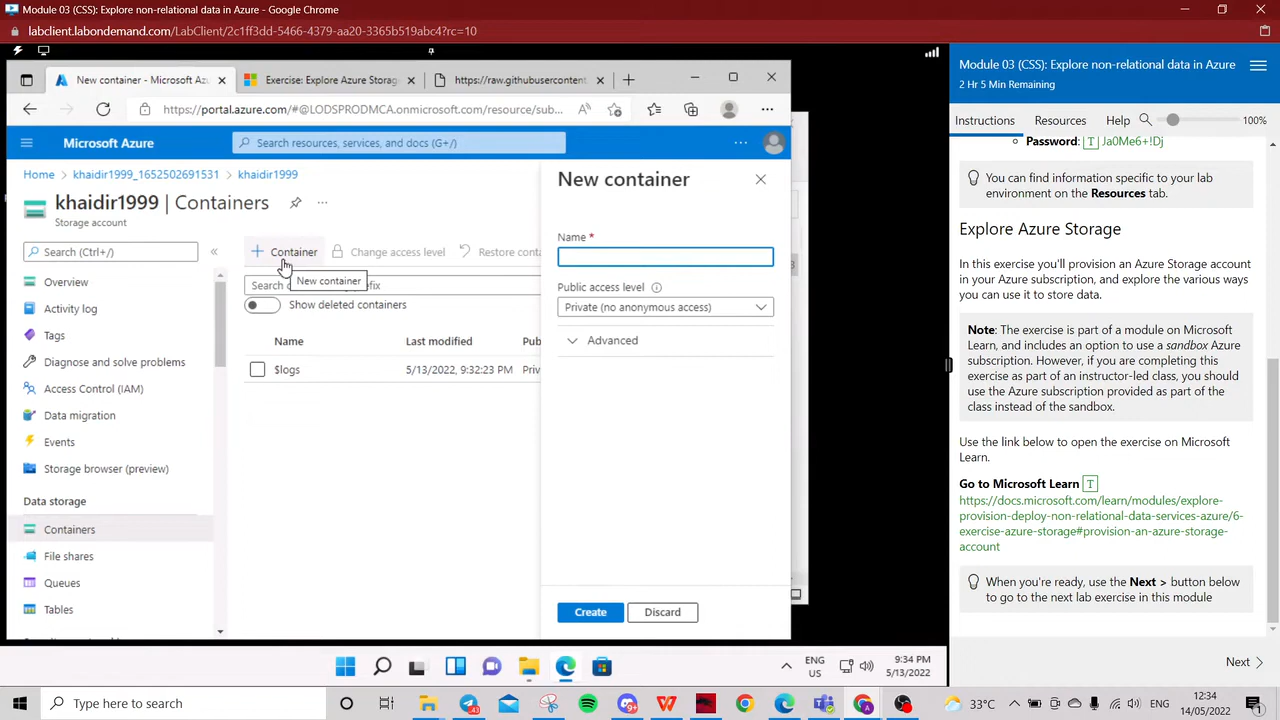 Module 03 (CSS): Explore non-relational data in Azure - Google Chrome
labclient.labondemand.com/LabClient/2c1ff3dd-5466-4379-aa20-3365b519abc4?rc=10
New container - Microsoft Azu
Exercise: Explore Azure Storage
https://raw.githubusercontent.
https://portal.azure.com/#@LODSPRODMCA.onmicrosoft.com/resource/sub...
Microsoft Azure
Search resources, services, and docs (G+/)
Home
khaidir1999_1652502691531
khaidir1999
khaidir1999 | Containers
Storage account
Search (Ctrl+/)
Overview
Activity log
Tags
Diagnose and solve problems
Access Control (IAM)
Data migration
Events
Storage browser (preview)
Data storage
Containers
File shares
Queues
Tables
Container
Change access level
Restore conta
New container
Show deleted containers
Name
Last modified
Pub
$logs
5/13/2022, 9:32:23 PM
Priv
New container
Name *
Public access level
Private (no anonymous access)
Advanced
Create
Discard
ENG
US
9:34 PM
5/13/2022
Module 03 (CSS): Explore non-relational data in Azure
2 Hr 5 Min Remaining
Instructions
Resources
Help
100%
Password: T Ja0Me6+!Dj
You can find information specific to your lab
environment on the Resources tab.
Explore Azure Storage
In this exercise you'll provision an Azure Storage account
in your Azure subscription, and explore the various ways
you can use it to store data.
Note: The exercise is part of a module on Microsoft
Learn, and includes an option to use a sandbox Azure
subscription. However, if you are completing this
exercise as part of an instructor-led class, you should
use the Azure subscription provided as part of the
class instead of the sandbox.
Use the link below to open the exercise on Microsoft
Learn.
Go to Microsoft Learn T
https://docs.microsoft.com/learn/modules/explore-
provision-deploy-non-relational-data-services-azure/6-
exercise-azure-storage#provision-an-azure-storage-
account
When you're ready, use the Next > button below
to go to the next lab exercise in this module
Next
Type here to search
33°C
ENG
12:34
14/05/2022